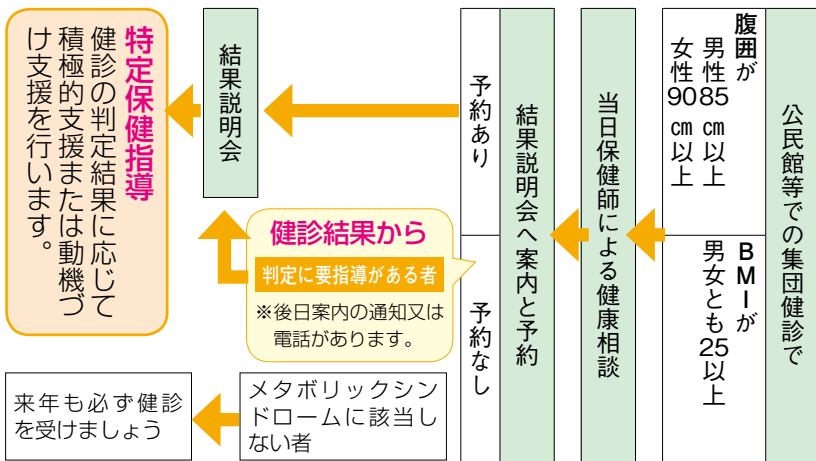 公民館等での集団健診で
腹囲が
男性85㎝以上
女性90㎝以上
BMIが
男女とも25以上
当日保健師による健康相談
結果説明会へ案内と予約
予約あり
予約なし
結果説明会
健診結果から
判定に要指導がある者
※後日案内の通知又は
電話があります。
特定保健指導
健診の判定結果に応じて
積極的支援または動機づ
け支援を行います。
メタボリックシン
ドロームに該当し
ない者
来年も必ず健診
を受けましょう